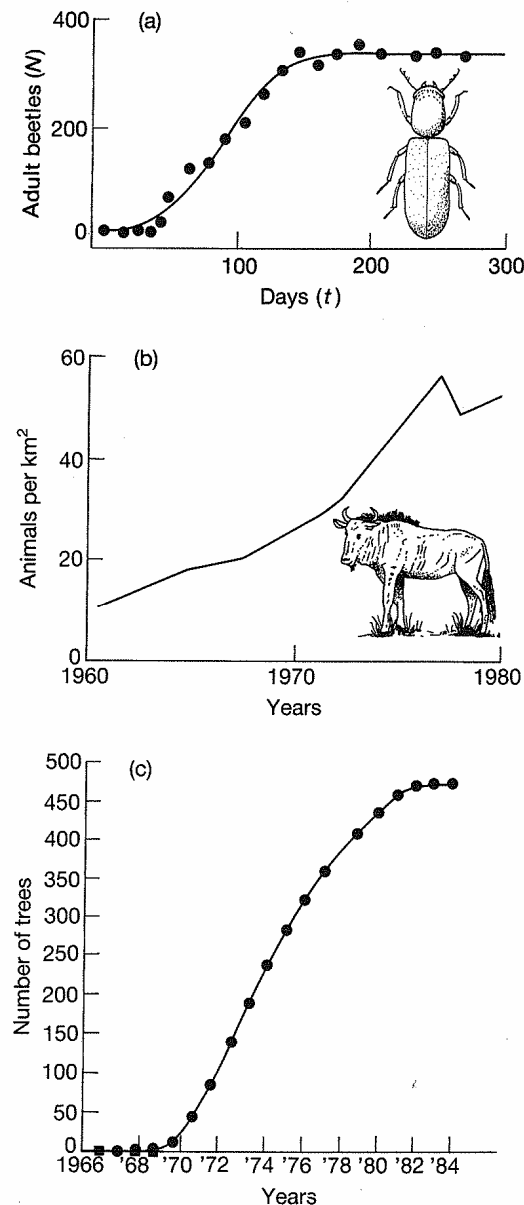 (a)
400
200
0
Adult beetles (N)
100
200
300
Days (t)
(b)
60
40
20
0
Animals per km²
1960
1970
1980
Years
(c)
500
450
400
350
300
250
200
150
100
50
0
Number of trees
1966 '68 '70 '72 '74 '76 '78 '80 '82 '84
Years